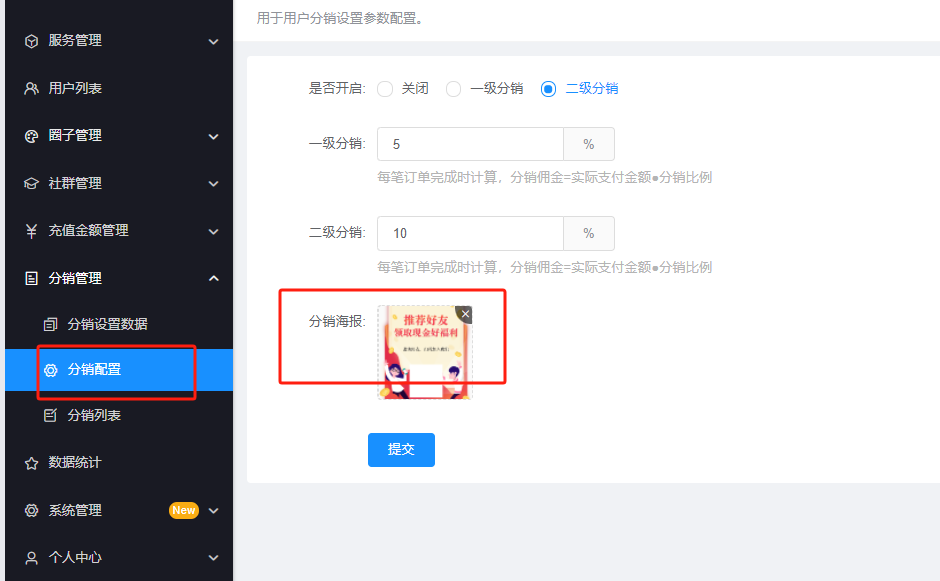 服务管理
用户列表
圈子管理
社群管理
充值金额管理
分销管理
分销设置数据
分销配置
分销列表
数据统计
系统管理 New
个人中心
用于用户分销设置参数配置。
是否开启: 关闭 一级分销 二级分销
一级分销: 5 %
每笔订单完成时计算，分销佣金=实际支付金额●分销比例
二级分销: 10 %
每笔订单完成时计算，分销佣金=实际支付金额●分销比例
分销海报:
推荐好友
领取现金好福利
提交